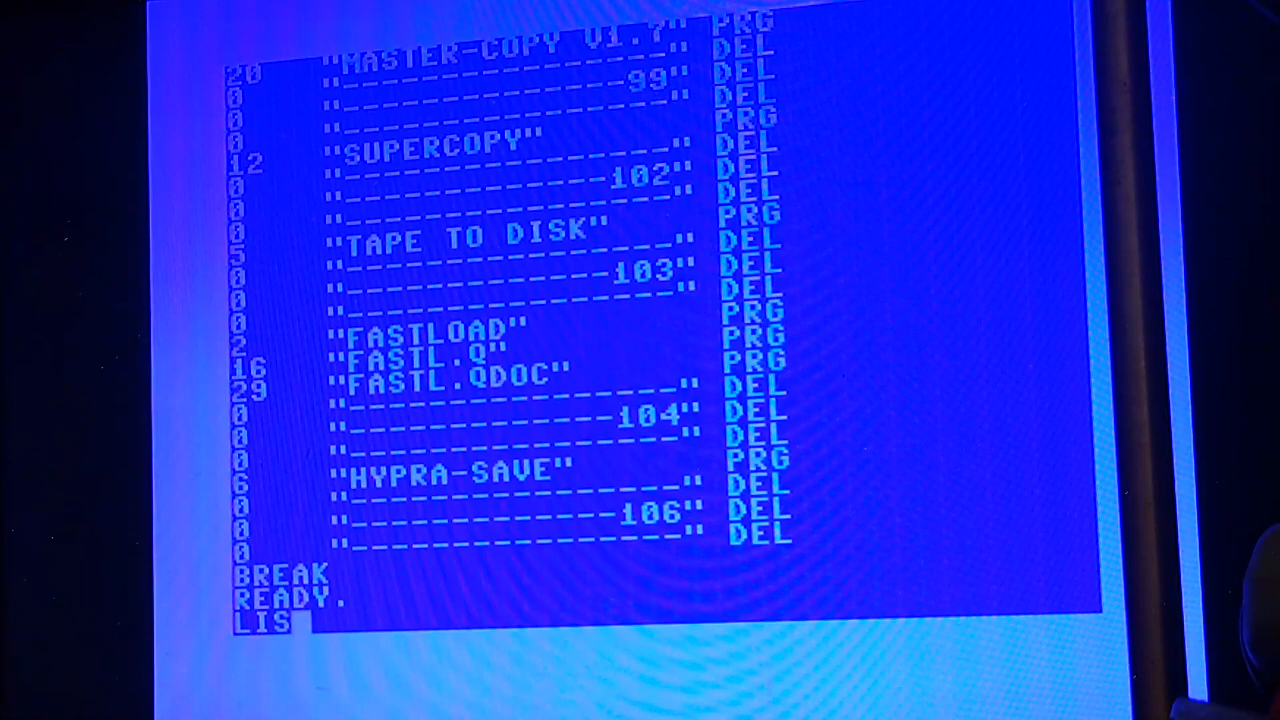 20 "MASTER-COPY V1.7" PRG
0 "----------------" DEL
0 "--------------99" DEL
0 "----------------" DEL
12 "SUPERCOPY" PRG
0 "----------------" DEL
0 "-------------102" DEL
0 "----------------" DEL
5 "TAPE TO DISK" PRG
0 "----------------" DEL
0 "-------------103" DEL
0 "----------------" DEL
2 "FASTLOAD" PRG
16 "FASTL.Q" PRG
29 "FASTL.QDOC" PRG
0 "----------------" DEL
0 "-------------104" DEL
0 "----------------" DEL
6 "HYPRA-SAVE" PRG
0 "----------------" DEL
0 "-------------106" DEL
0 "----------------" DEL
BREAK
READY.
LIS